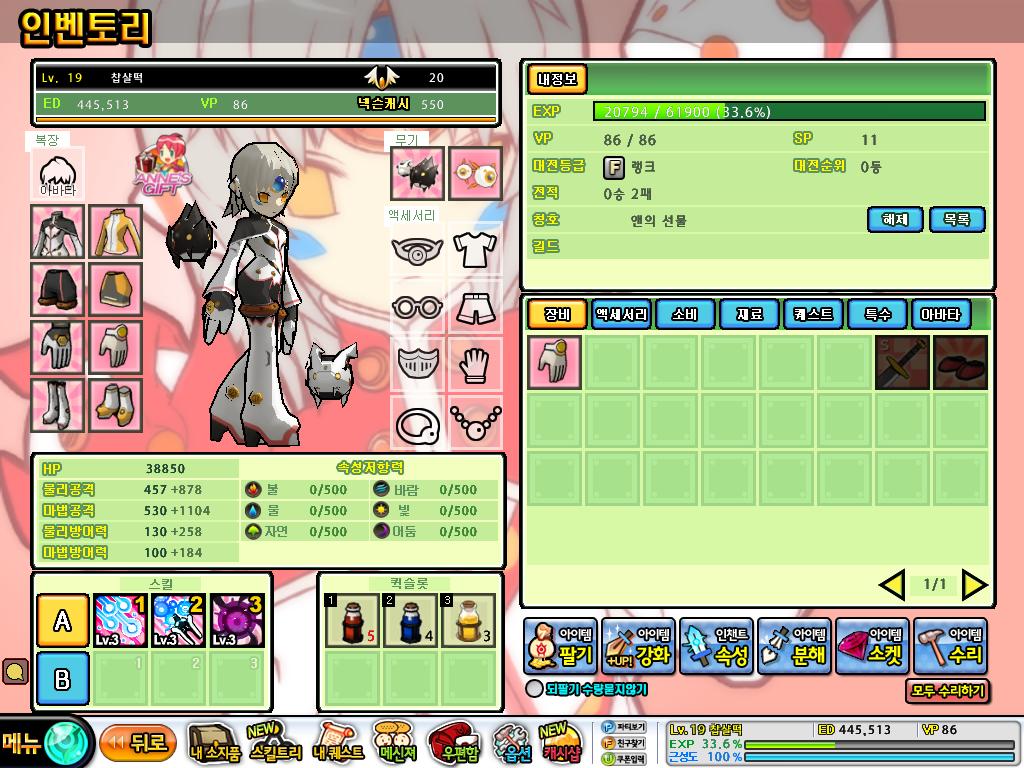 인벤토리
Lv. 19 찹살떡 20
ED 445,513 VP 86 넥슨캐시 550
복장
아바타
ANNE'S GIFT
무기
액세서리
HP 38850
물리공격 457 +878
마법공격 530 +1104
물리방어력 130 +258
마법방어력 100 +184
속성저항력
불 0/500 바람 0/500
물 0/500 빛 0/500
자연 0/500 어둠 0/500
스킬
A 1 Lv.3 2 Lv.3 3 Lv.3
B 1 2 3
퀵슬롯
1 5 2 4 3 3
내정보
EXP 20794 / 61900 (33.6%)
VP 86 / 86 SP 11
대전등급 F 랭크 대전순위 0등
전적 0승 2패
칭호 앤의 선물 해제 목록
길드
장비 액세서리 소비 재료 퀘스트 특수 아바타
S
1/1
아이템 팔기
+UP! 아이템 강화
인챈트 속성
아이템 분해
아이템 소켓
아이템 수리
되팔기 수량묻지않기
모두 수리하기
메뉴 뒤로 내 소지품 NEW 스킬트리 내 퀘스트 메신저 우편함 옵션 NEW 캐시샵
P 파티보기
F 친구찾기
U 쿠폰입력
Lv.19 찹살떡 ED 445,513 VP 86
EXP 33.6%
근성도 100%